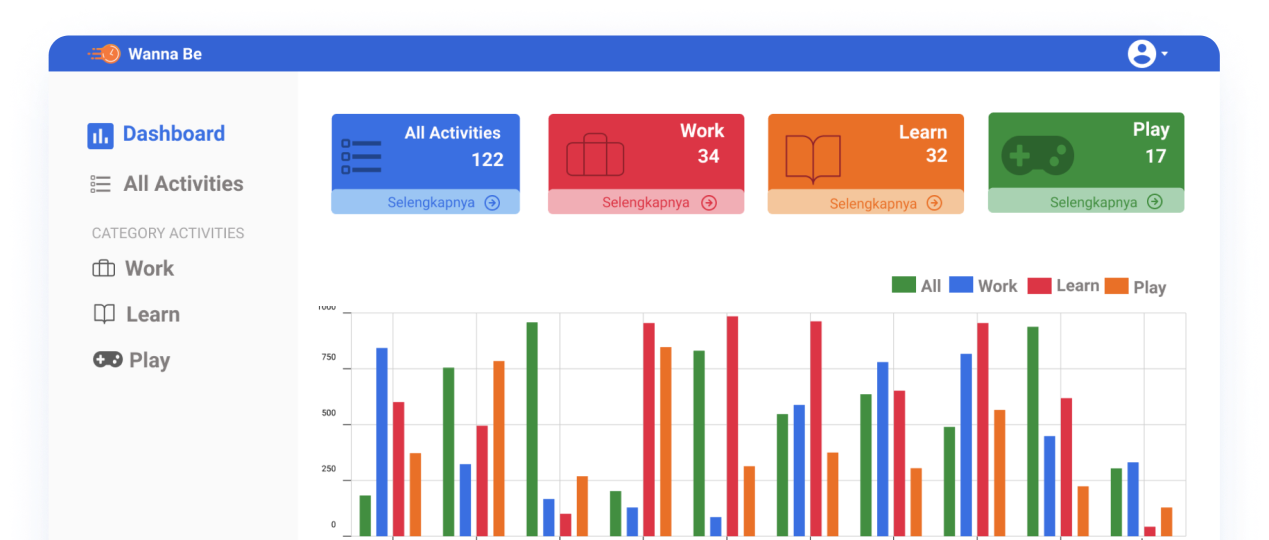 Wanna Be
Dashboard
All Activities
CATEGORY ACTIVITIES
Work
Learn
Play
All Activities
122
Selengkapnya
Work
34
Selengkapnya
Learn
32
Selengkapnya
Play
17
Selengkapnya
All Work Learn Play
1000
750
500
250
0